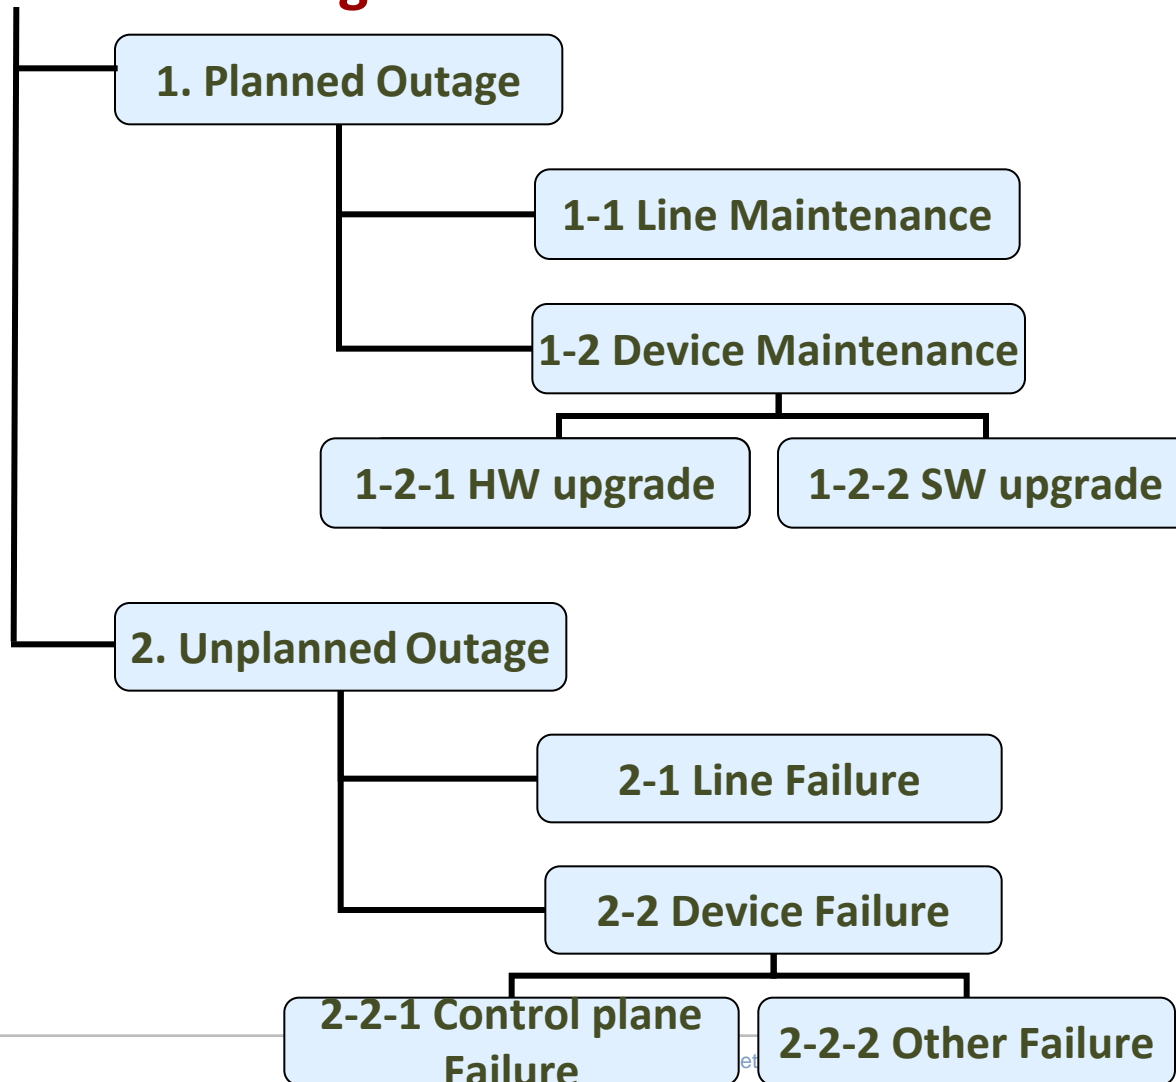 1. Planned Outage
1-1 Line Maintenance
1-2 Device Maintenance
1-2-1 HW upgrade
1-2-2 SW upgrade
2. Unplanned Outage
2-1 Line Failure
2-2 Device Failure
2-2-1 Control plane
Failure
2-2-2 Other Failure